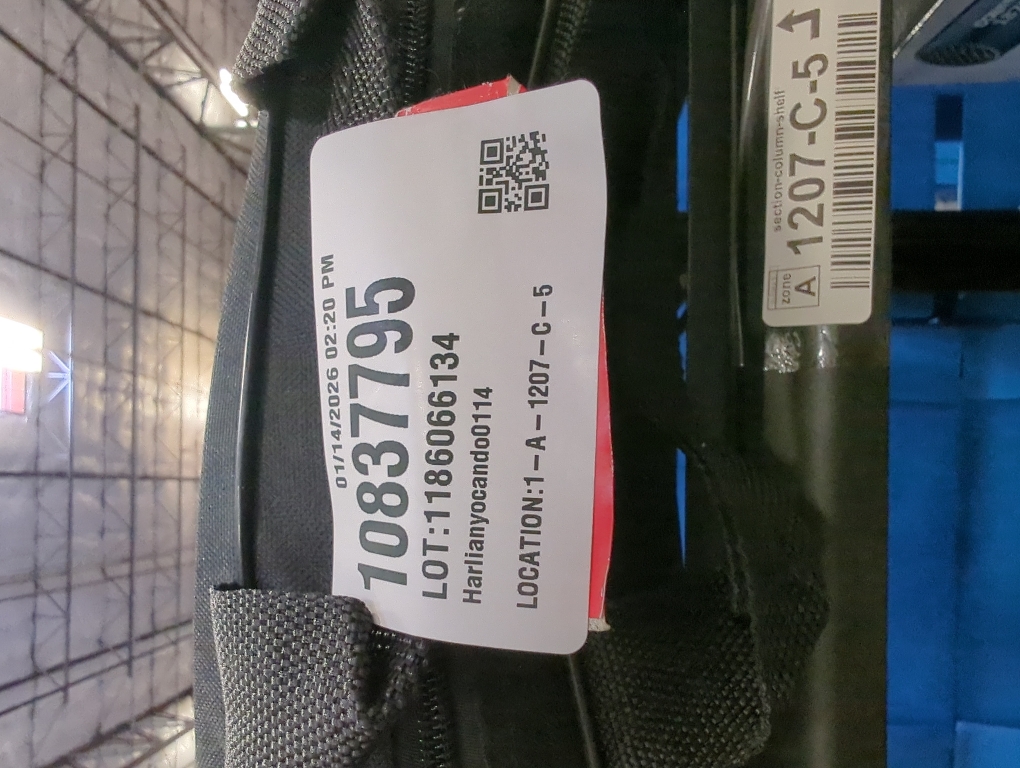 01/14/2026 02:20 PM
10837795
LOT:1186066134
Harlianyocando0114
LOCATION:1-A-1207-C-5
section-column-shelf
zone
A
1207-C-5